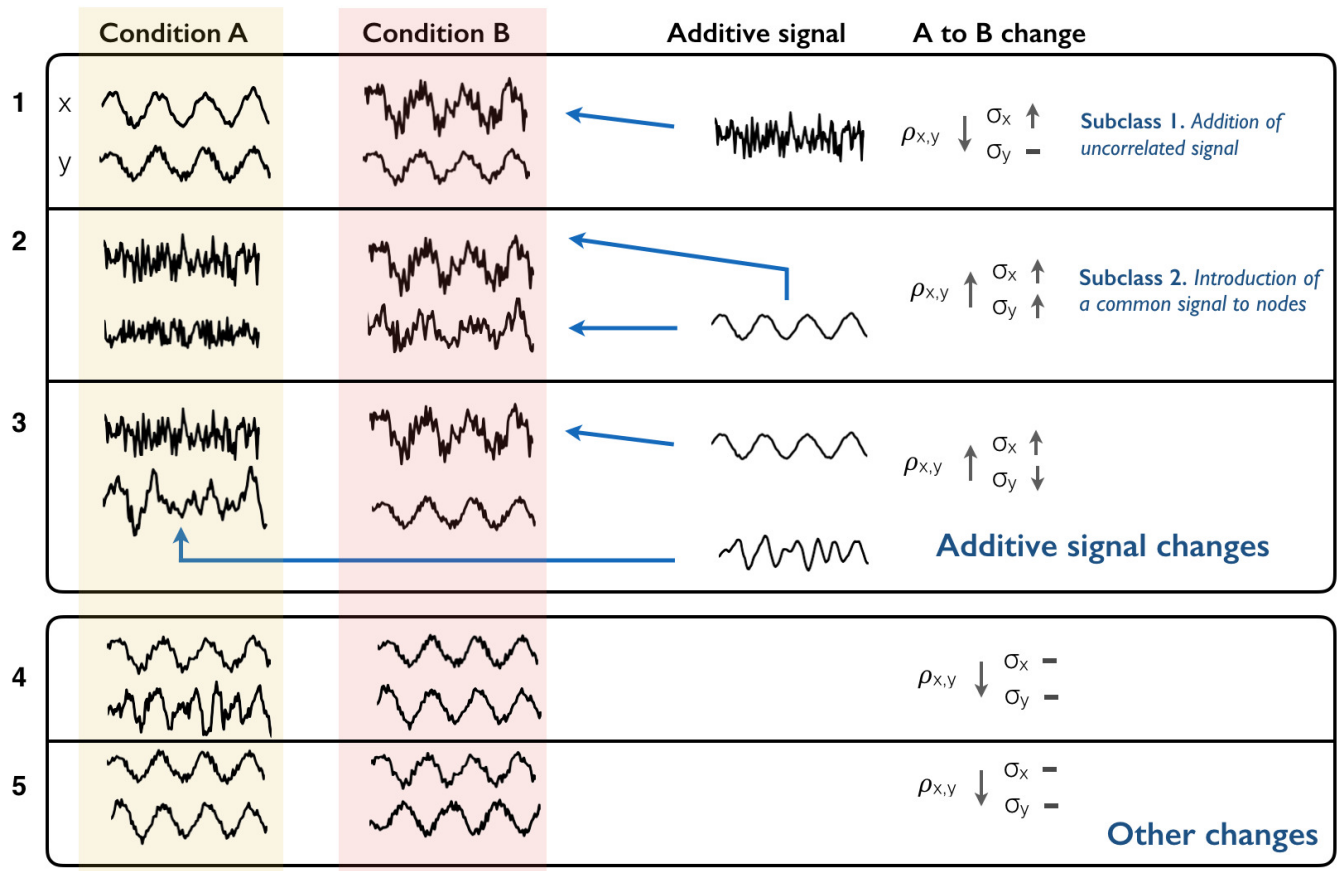 Condition A Condition B Additive signal A to B change
1 x
y
ρx,y ↓ σx ↑
σy –
Subclass 1. Addition of
uncorrelated signal
2
ρx,y ↑ σx ↑
σy ↑
Subclass 2. Introduction of
a common signal to nodes
3
ρx,y ↑ σx ↑
σy ↓
Additive signal changes
4
ρx,y ↓ σx –
σy –
5
ρx,y ↓ σx –
σy –
Other changes